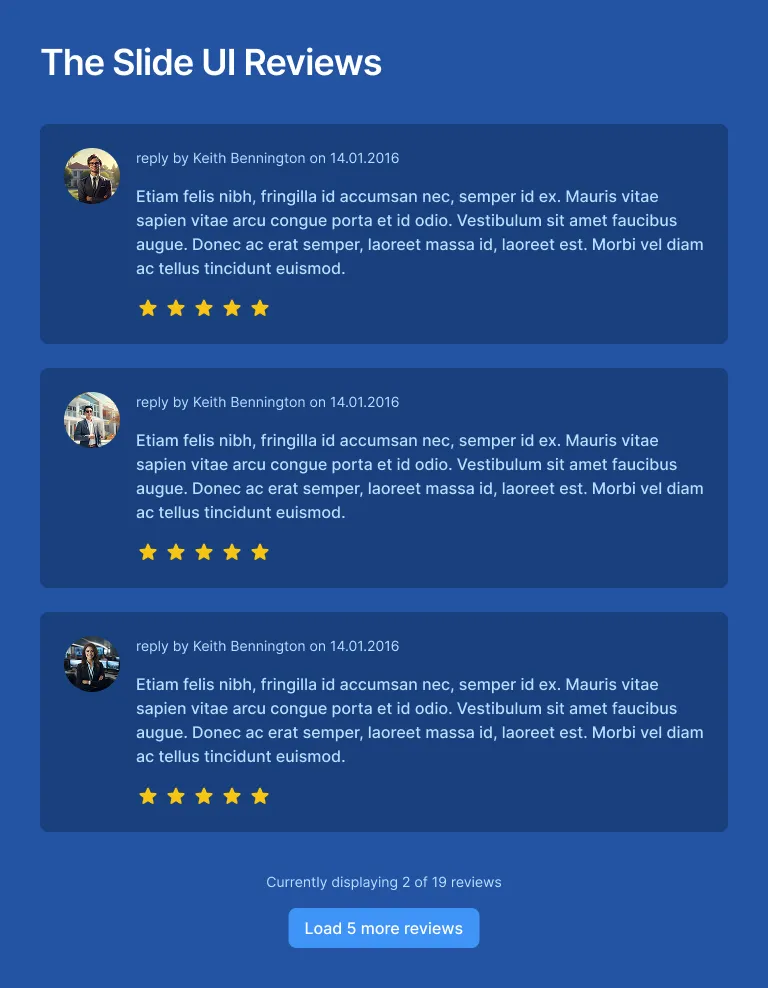 The Slide UI Reviews
reply by Keith Bennington on 14.01.2016
Etiam felis nibh, fringilla id accumsan nec, semper id ex. Mauris vitae
sapien vitae arcu congue porta et id odio. Vestibulum sit amet faucibus
augue. Donec ac erat semper, laoreet massa id, laoreet est. Morbi vel diam
ac tellus tincidunt euismod.
reply by Keith Bennington on 14.01.2016
Etiam felis nibh, fringilla id accumsan nec, semper id ex. Mauris vitae
sapien vitae arcu congue porta et id odio. Vestibulum sit amet faucibus
augue. Donec ac erat semper, laoreet massa id, laoreet est. Morbi vel diam
ac tellus tincidunt euismod.
reply by Keith Bennington on 14.01.2016
Etiam felis nibh, fringilla id accumsan nec, semper id ex. Mauris vitae
sapien vitae arcu congue porta et id odio. Vestibulum sit amet faucibus
augue. Donec ac erat semper, laoreet massa id, laoreet est. Morbi vel diam
ac tellus tincidunt euismod.
Currently displaying 2 of 19 reviews
Load 5 more reviews